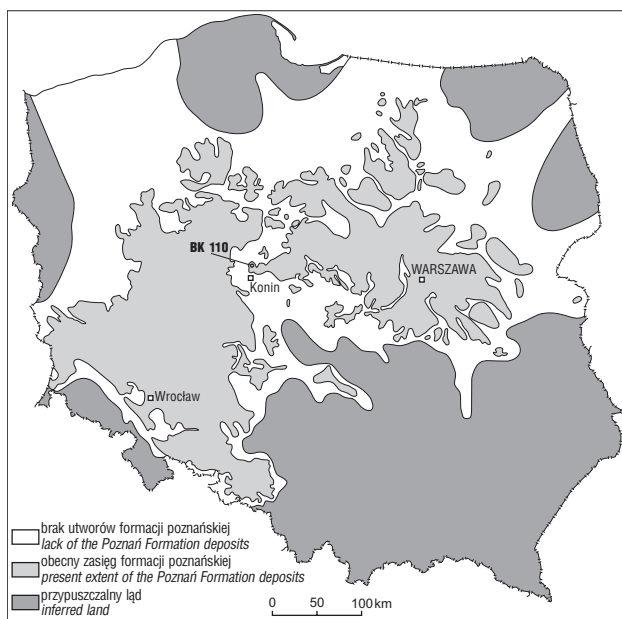 BK 110
Konin
WARSZAWA
Wrocław
brak utworów formacji poznańskiej
lack of the Poznań Formation deposits
obecny zasięg formacji poznańskiej
present extent of the Poznań Formation deposits
przypuszczalny ląd
inferred land
0 50 100 km